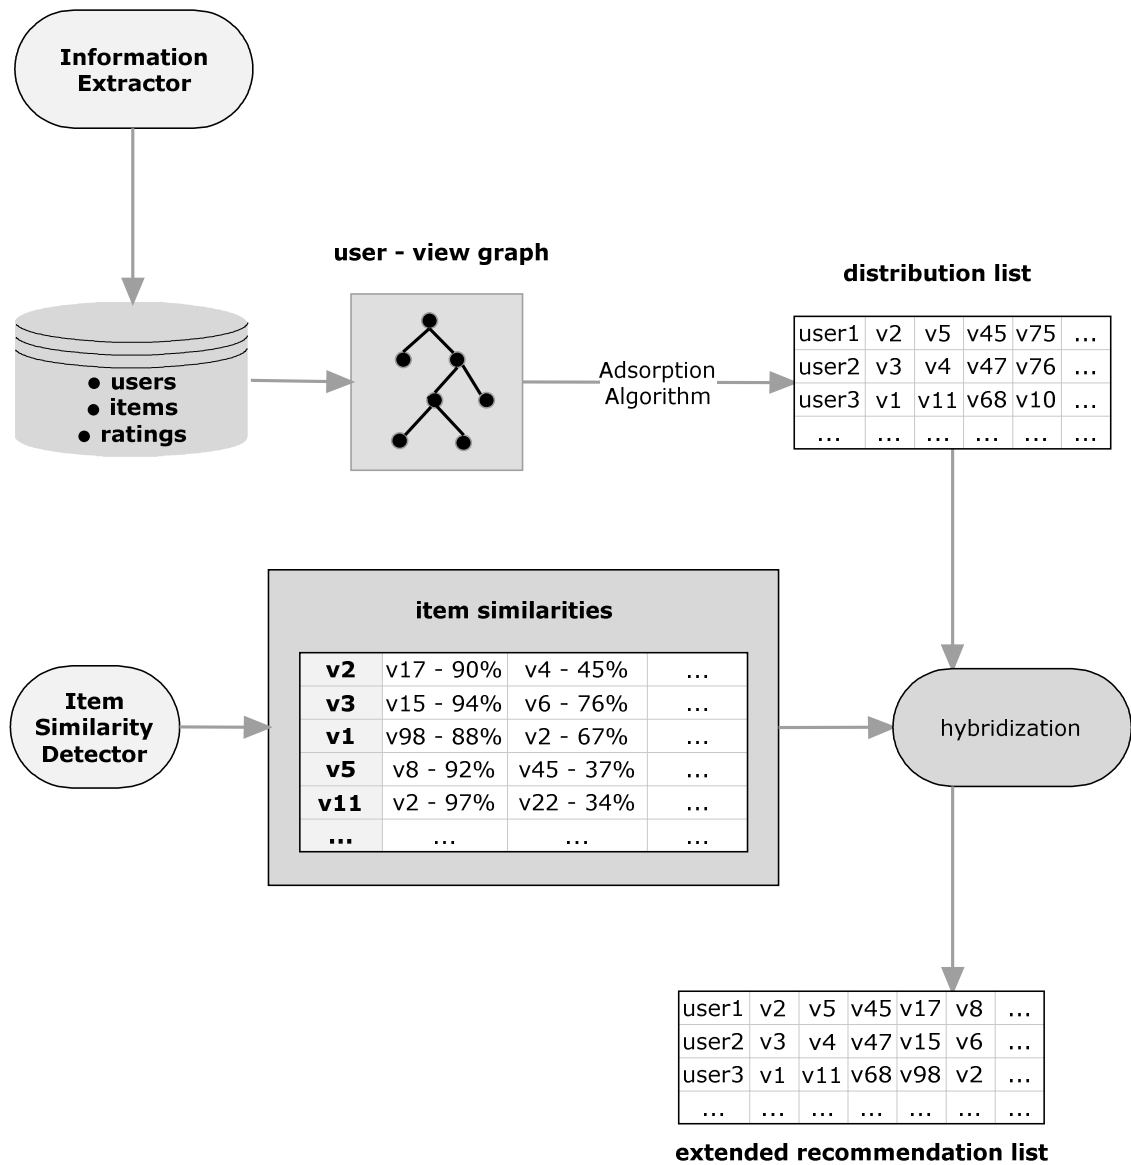 Information
Extractor
user - view graph
distribution list
● users
● items
● ratings
Adsorption
Algorithm
user1 v2 v5 v45 v75 ...
user2 v3 v4 v47 v76 ...
user3 v1 v11 v68 v10 ...
... ... ... ... ... ...
item similarities
Item
Similarity
Detector
v2 v17 - 90% v4 - 45% ...
v3 v15 - 94% v6 - 76% ...
v1 v98 - 88% v2 - 67% ...
v5 v8 - 92% v45 - 37% ...
v11 v2 - 97% v22 - 34% ...
... ... ... ...
hybridization
user1 v2 v5 v45 v17 v8 ...
user2 v3 v4 v47 v15 v6 ...
user3 v1 v11 v68 v98 v2 ...
... ... ... ... ... ... ...
extended recommendation list